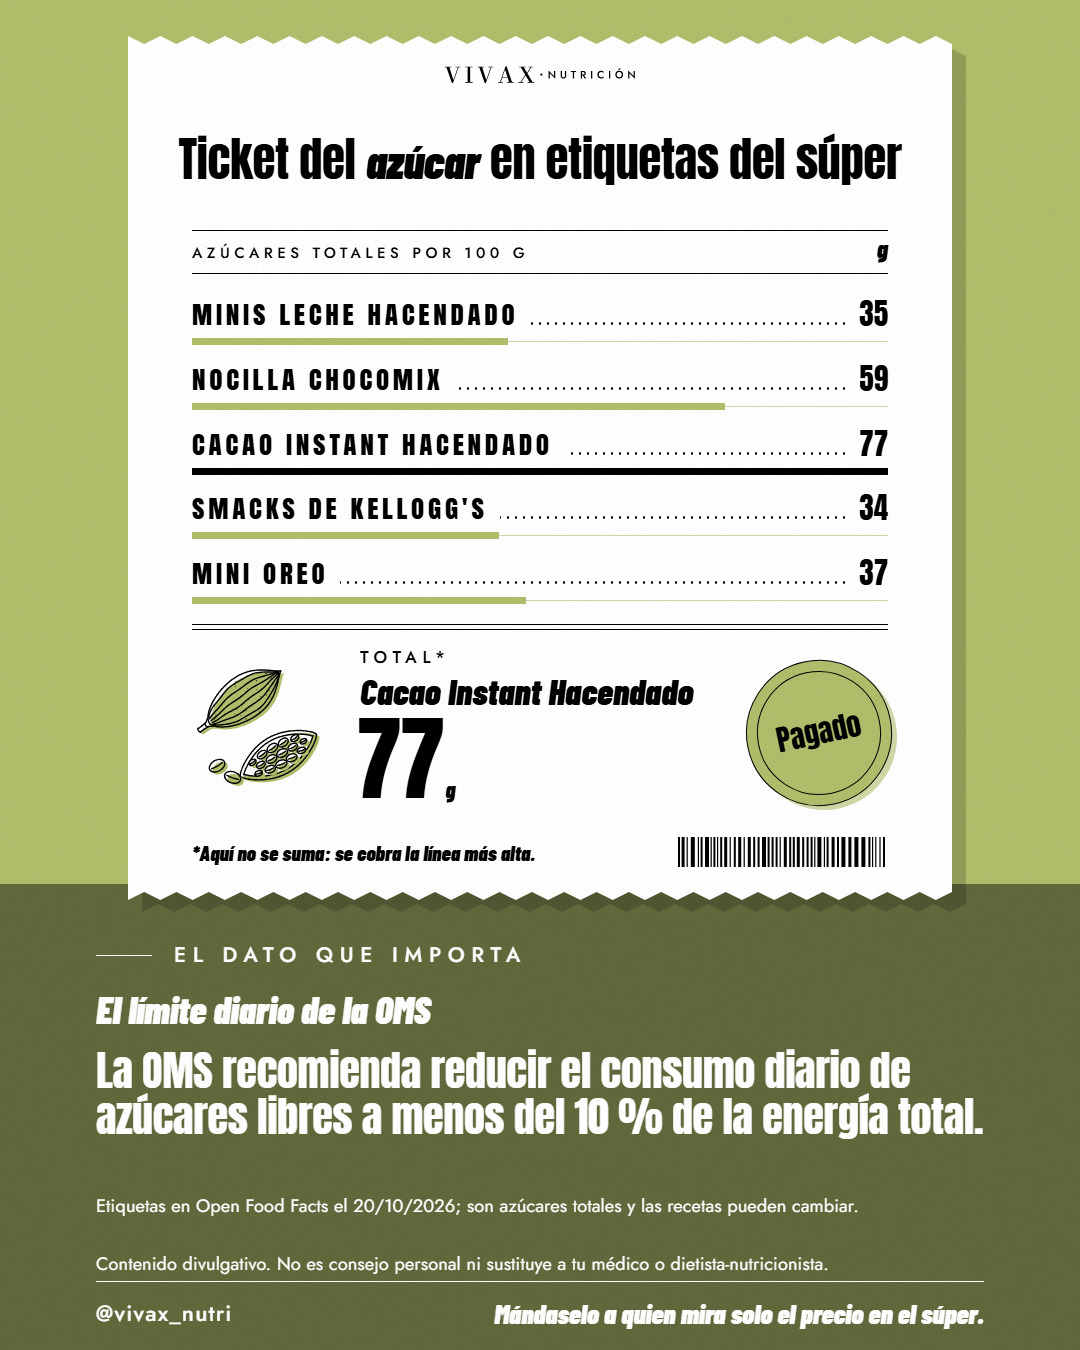 VIVAX·NUTRICIÓN
Ticket del azúcar en etiquetas del súper
AZÚCARES TOTALES POR 100 G g
MINIS LECHE HACENDADO 35
NOCILLA CHOCOMIX 59
CACAO INSTANT HACENDADO 77
SMACKS DE KELLOGG'S 34
MINI OREO 37
TOTAL*
Cacao Instant Hacendado
77 g
Pagado
*Aquí no se suma: se cobra la línea más alta.
EL DATO QUE IMPORTA
El límite diario de la OMS
La OMS recomienda reducir el consumo diario de
azúcares libres a menos del 10 % de la energía total.
Etiquetas en Open Food Facts el 20/10/2026; son azúcares totales y las recetas pueden cambiar.
Contenido divulgativo. No es consejo personal ni sustituye a tu médico o dietista-nutricionista.
@vivax_nutri
Mándaselo a quien mira solo el precio en el súper.